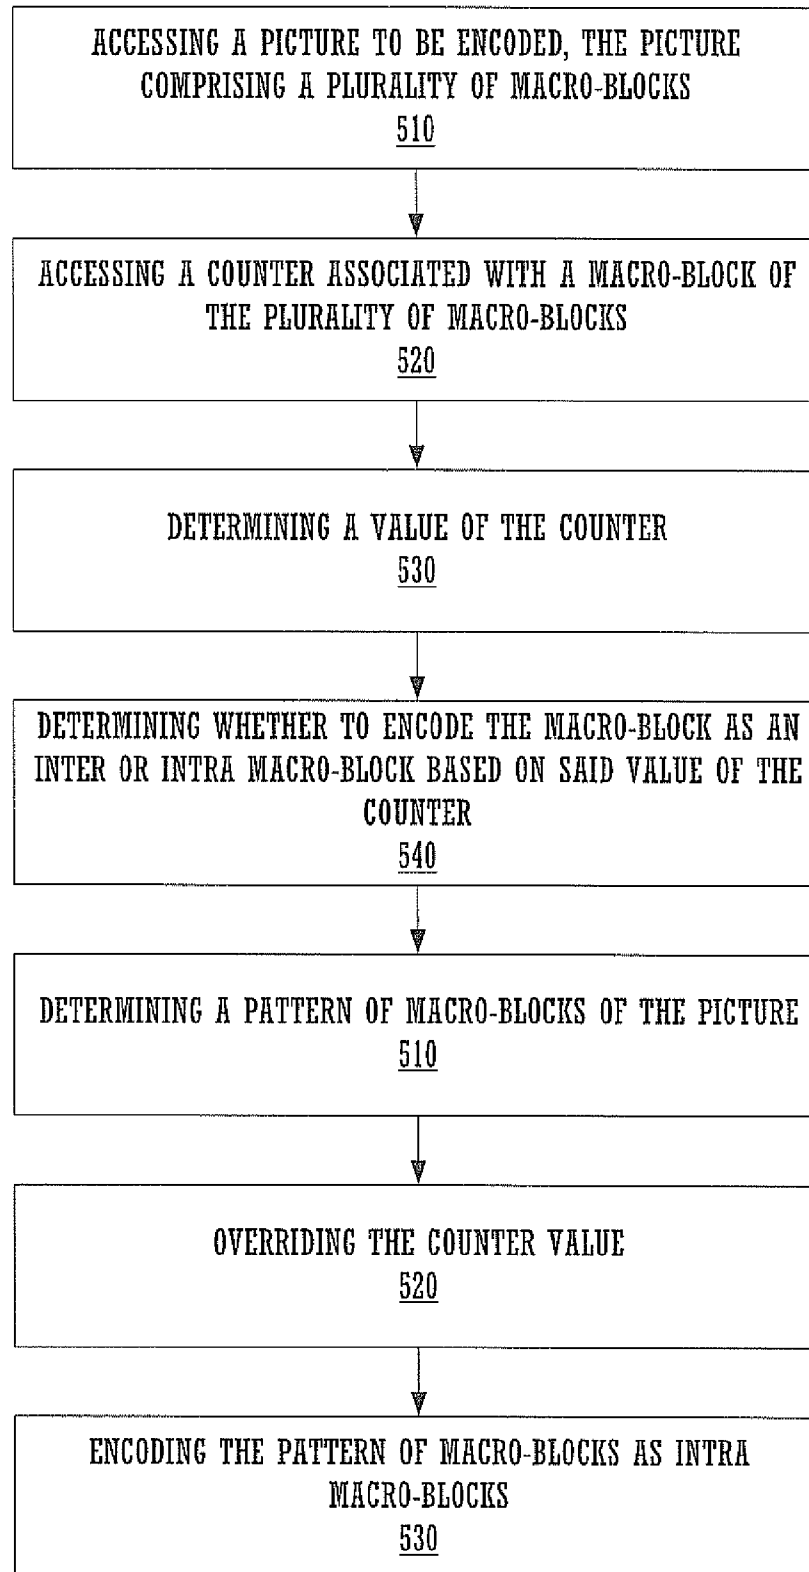 ACCESSING A PICTURE TO BE ENCODED, THE PICTURE
COMPRISING A PLURALITY OF MACRO-BLOCKS
510
ACCESSING A COUNTER ASSOCIATED WITH A MACRO-BLOCK OF
THE PLURALITY OF MACRO-BLOCKS
520
DETERMINING A VALUE OF THE COUNTER
530
DETERMINING WHETHER TO ENCODE THE MACRO-BLOCK AS AN
INTER OR INTRA MACRO-BLOCK BASED ON SAID VALUE OF THE
COUNTER
540
DETERMINING A PATTERN OF MACRO-BLOCKS OF THE PICTURE
510
OVERRIDING THE COUNTER VALUE
520
ENCODING THE PATTERN OF MACRO-BLOCKS AS INTRA
MACRO-BLOCKS
530